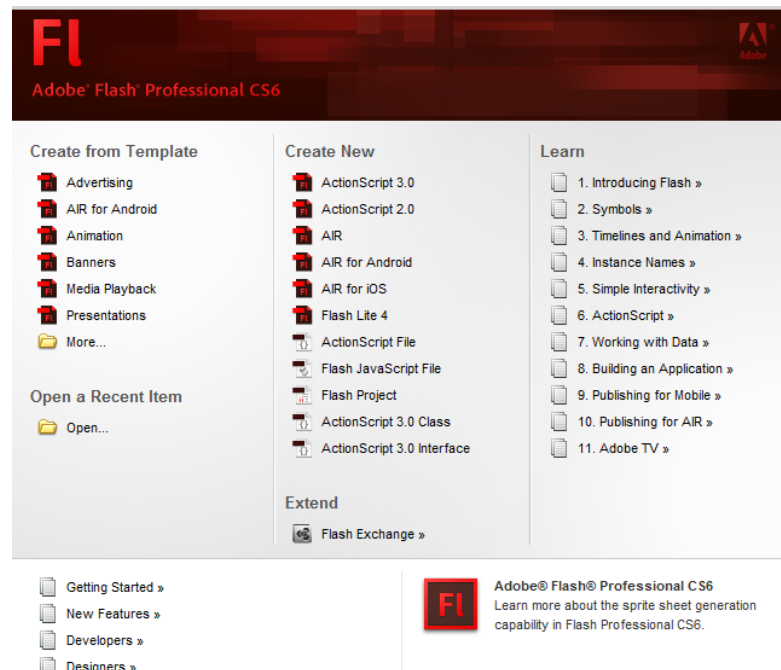 Fl
Adobe
Adobe® Flash® Professional CS6
Create from Template
Advertising
AIR for Android
Animation
Banners
Media Playback
Presentations
More...
Open a Recent Item
Open...
Create New
ActionScript 3.0
ActionScript 2.0
AIR
AIR for Android
AIR for iOS
Flash Lite 4
ActionScript File
Flash JavaScript File
Flash Project
ActionScript 3.0 Class
ActionScript 3.0 Interface
Extend
Flash Exchange »
Learn
1. Introducing Flash »
2. Symbols »
3. Timelines and Animation »
4. Instance Names »
5. Simple Interactivity »
6. ActionScript »
7. Working with Data »
8. Building an Application »
9. Publishing for Mobile »
10. Publishing for AIR »
11. Adobe TV »
Getting Started »
New Features »
Developers »
Designers »
Fl
Adobe® Flash® Professional CS6
Learn more about the sprite sheet generation
capability in Flash Professional CS6.